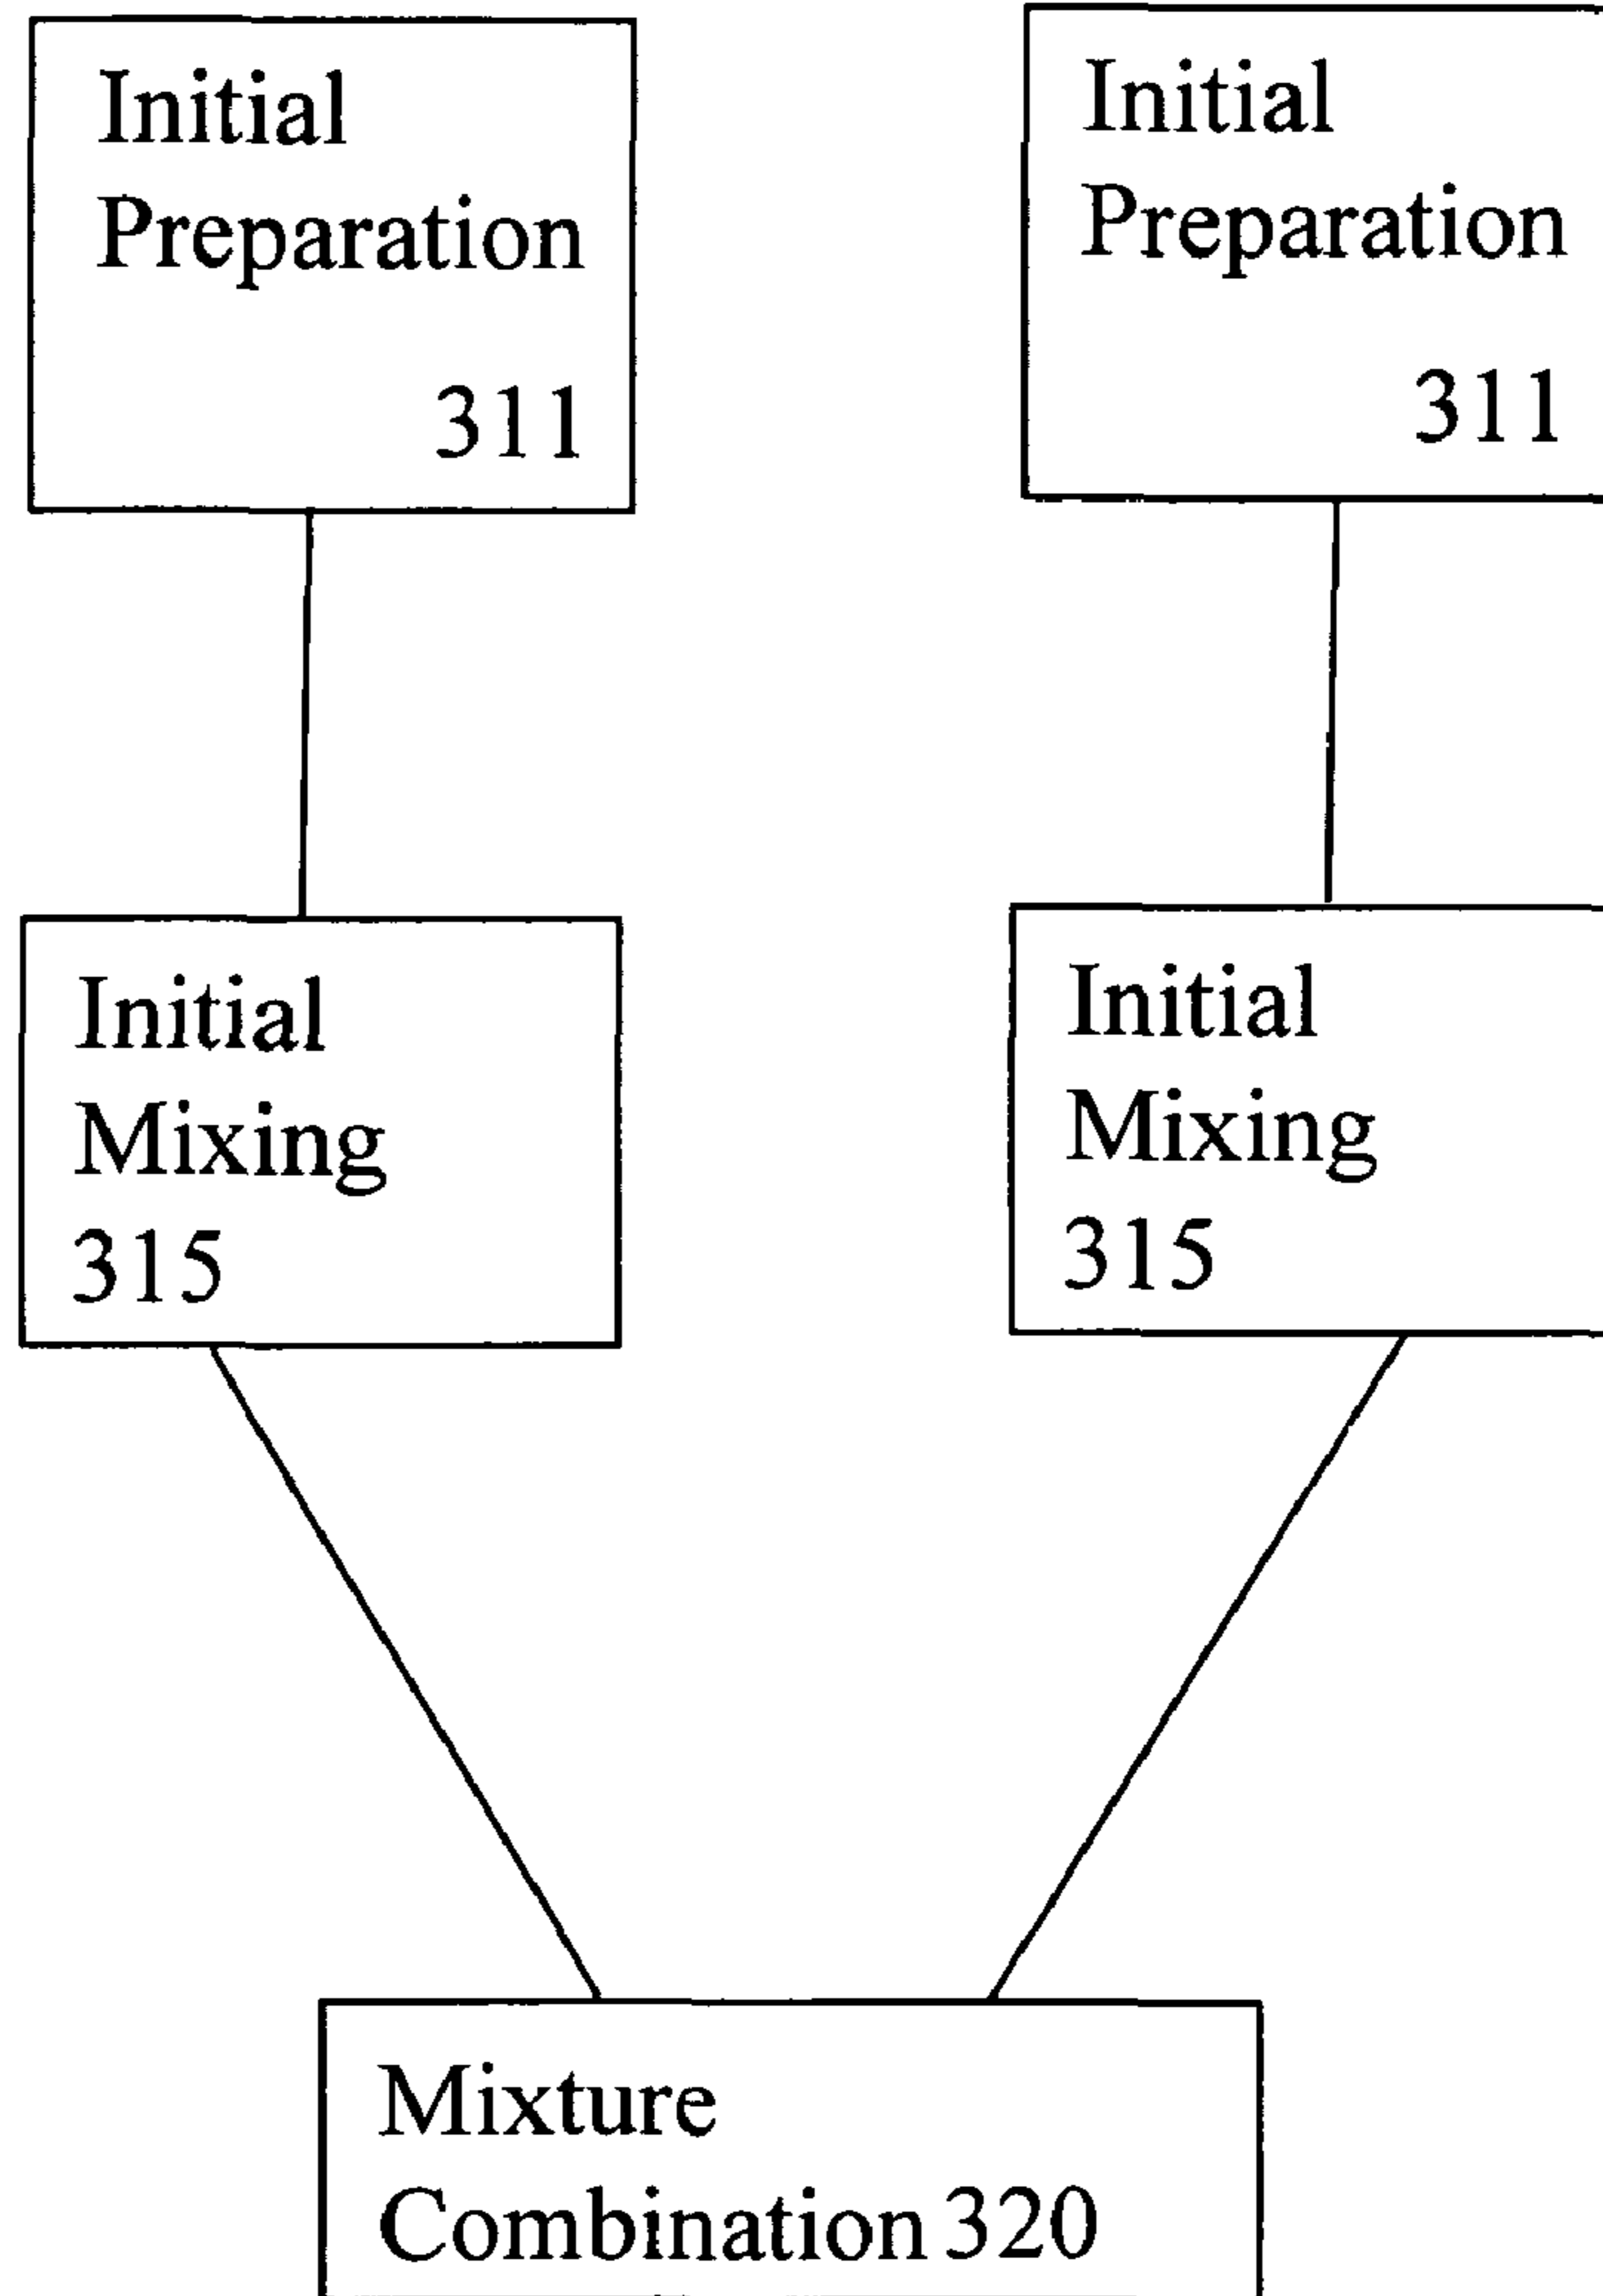 Initial
Preparation
311
Initial
Preparation
311
Initial
Mixing
315
Initial
Mixing
315
Mixture
Combination 320